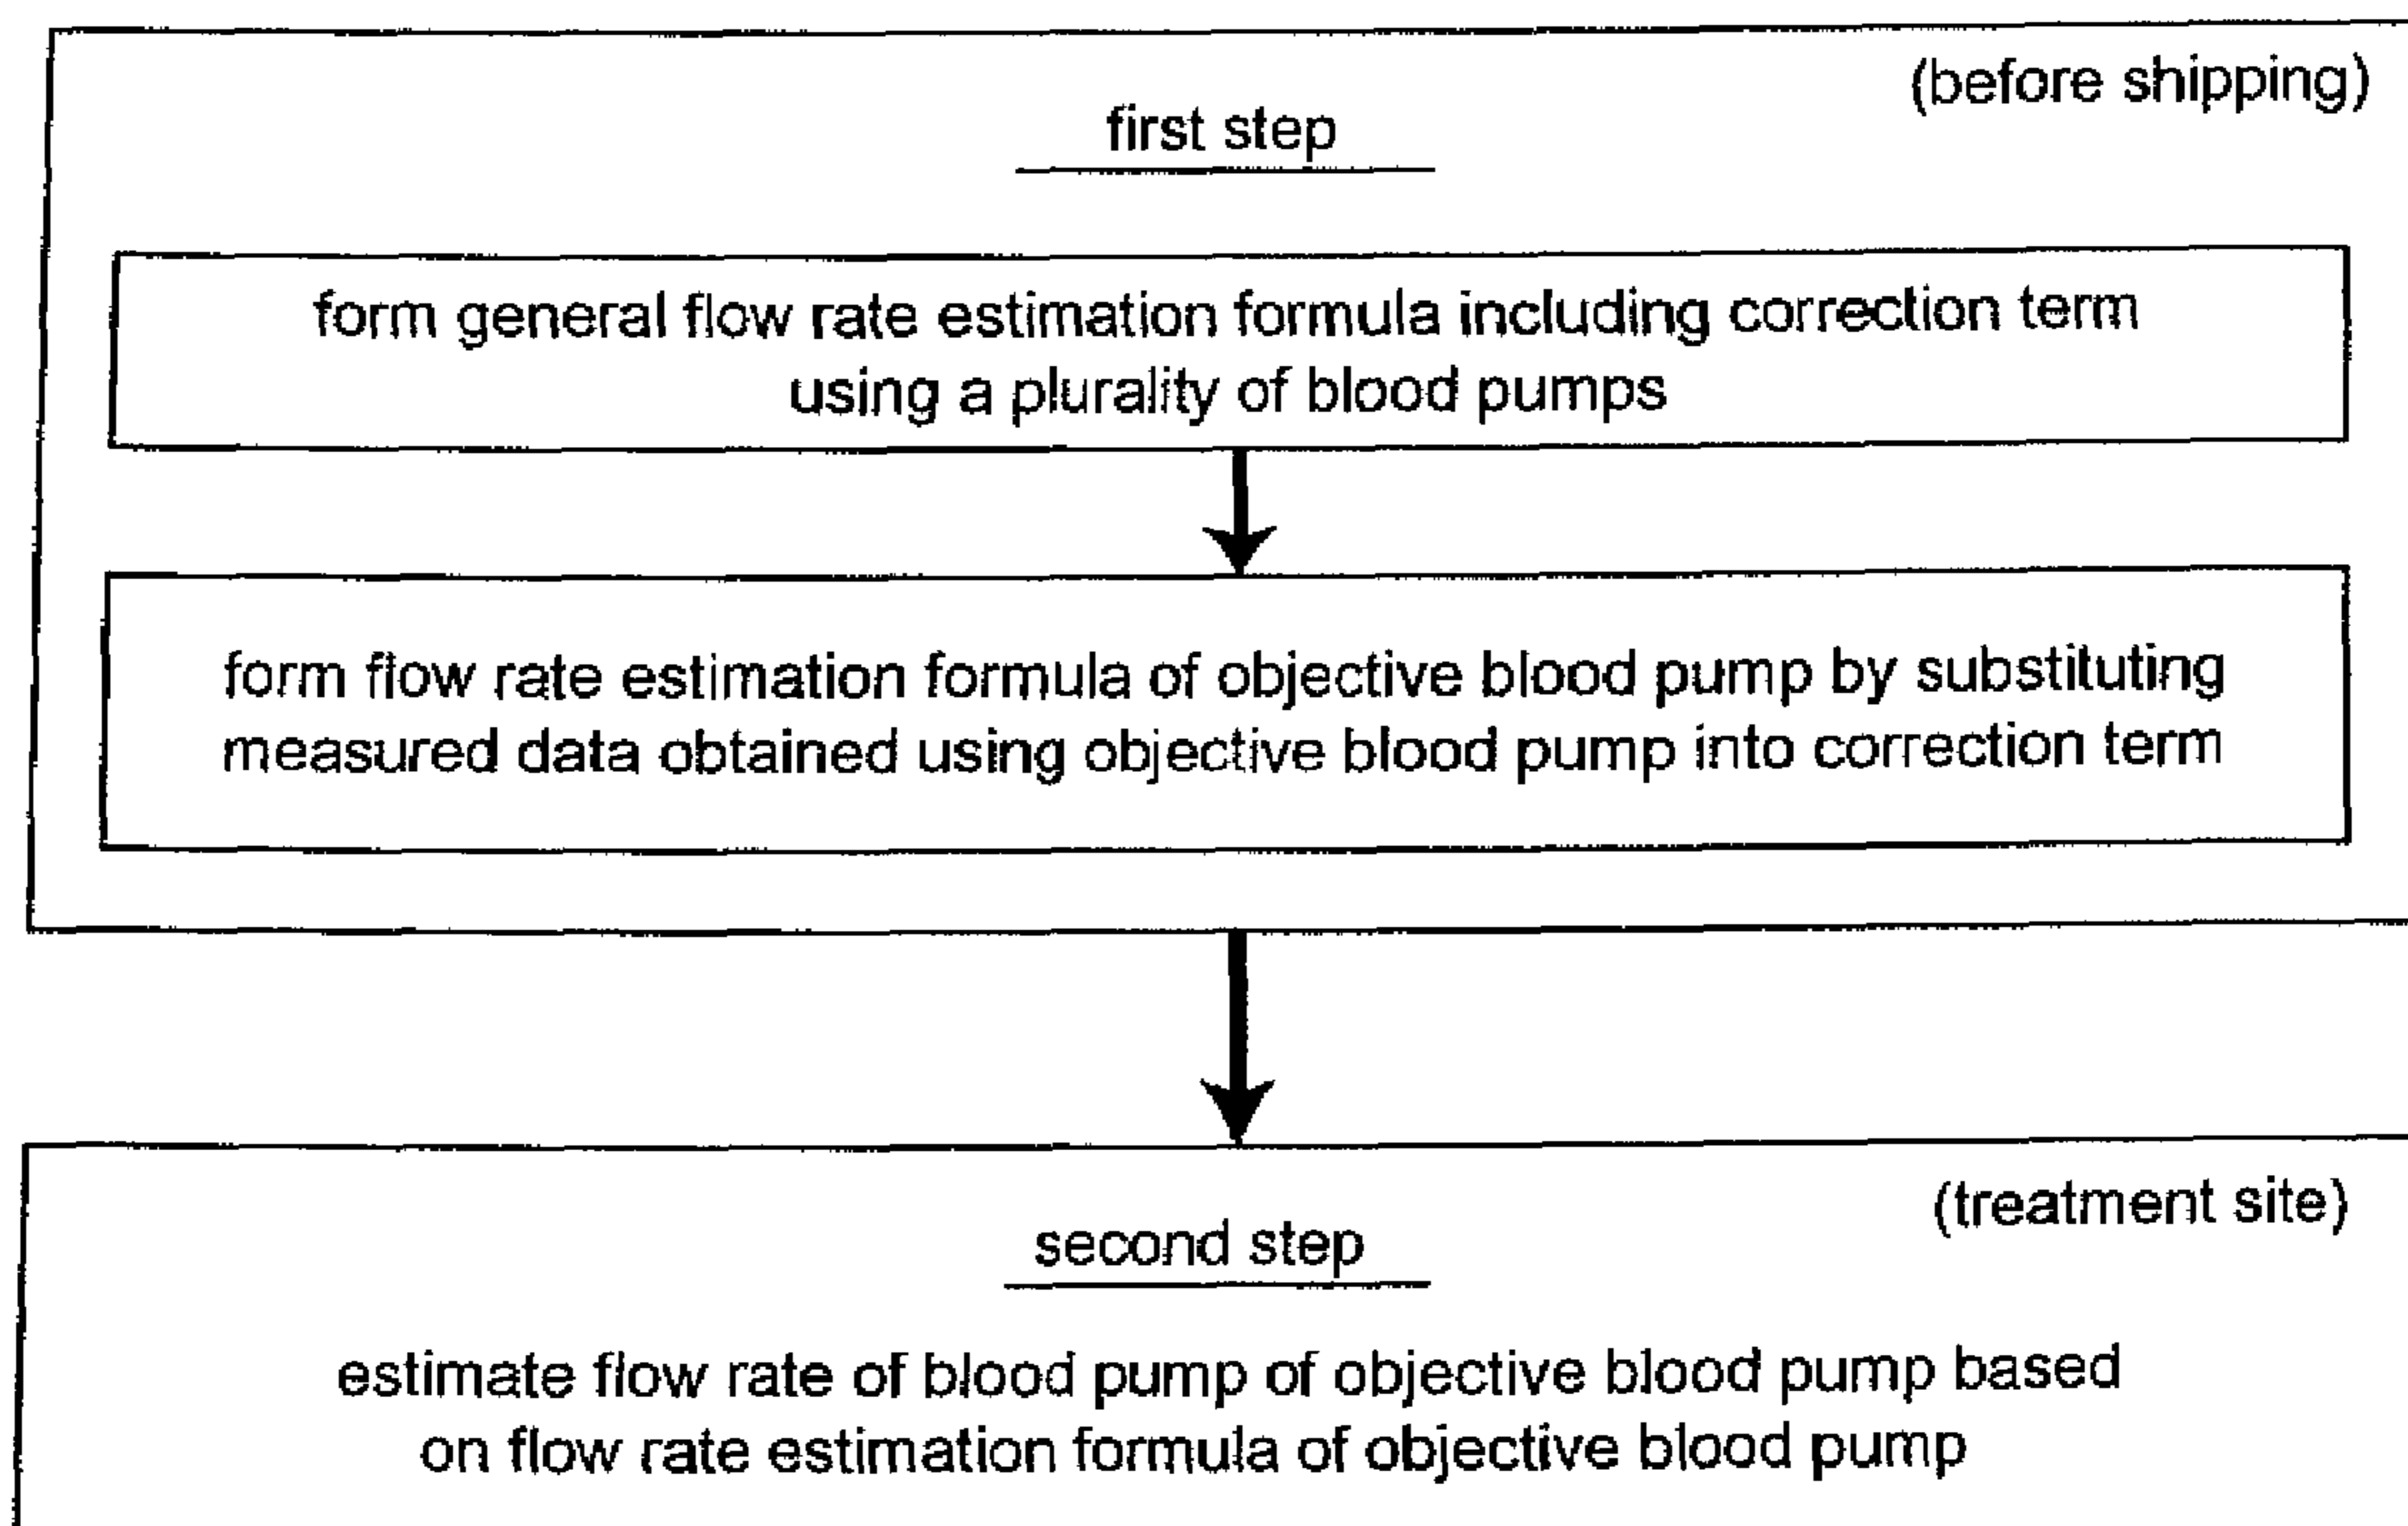 (before shipping)
first step
form general flow rate estimation formula including correction term
using a plurality of blood pumps
form flow rate estimation formula of objective blood pump by substituting
measured data obtained using objective blood pump into correction term
(treatment site)
second step
estimate flow rate of blood pump of objective blood pump based
on flow rate estimation formula of objective blood pump